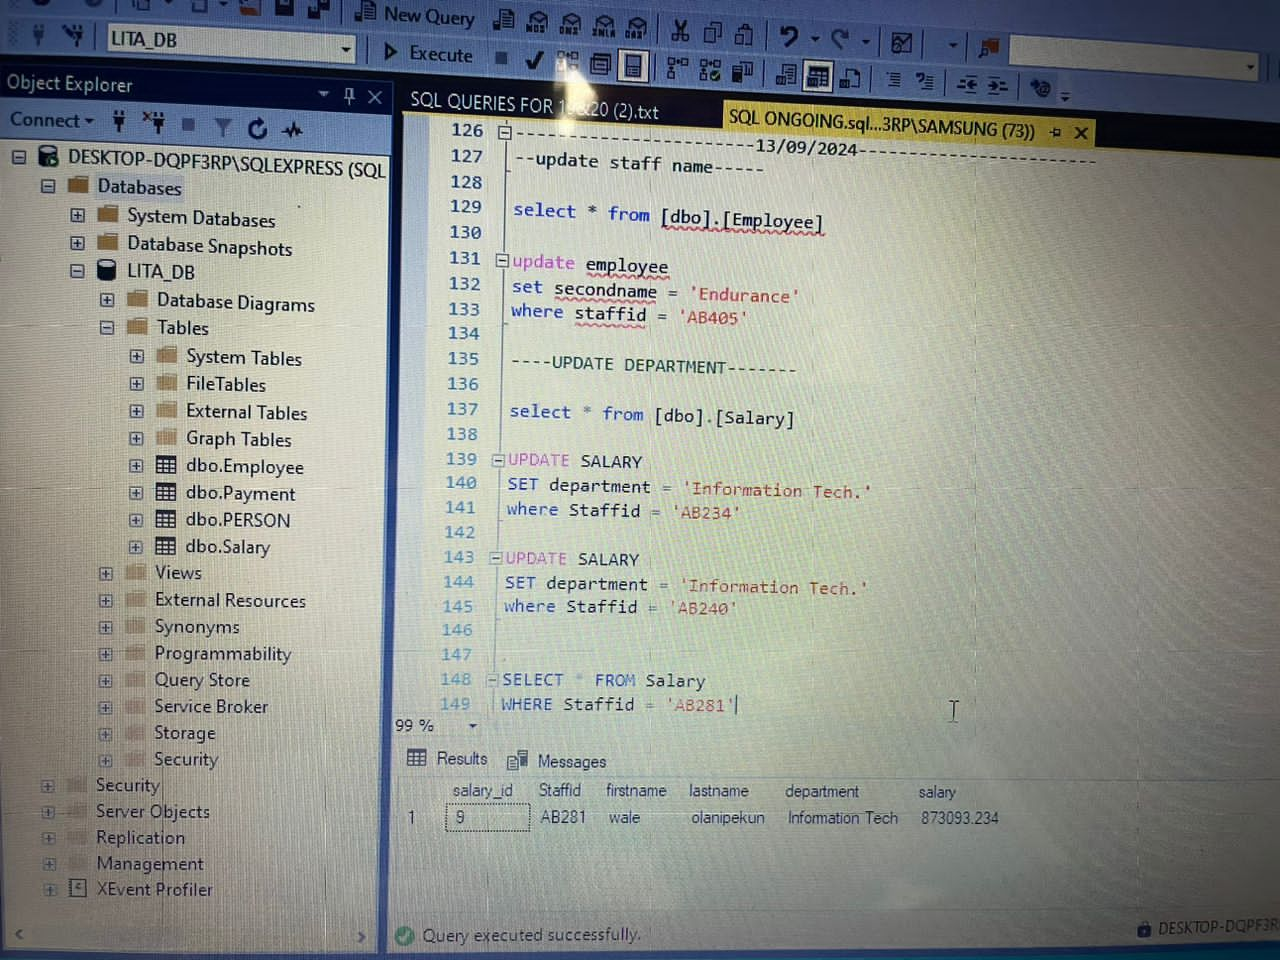 New Query
LITA_DB
Execute
Object Explorer
Connect
DESKTOP-DQPF3RP\SQLEXPRESS (SQL
Databases
System Databases
Database Snapshots
LITA_DB
Database Diagrams
Tables
System Tables
FileTables
External Tables
Graph Tables
dbo.Employee
dbo.Payment
dbo.PERSON
dbo.Salary
Views
External Resources
Synonyms
Programmability
Query Store
Service Broker
Storage
Security
Security
Server Objects
Replication
Management
XEvent Profiler
SQL QUERIES FOR (2).txt
SQL ONGOING.sql...3RP\SAMSUNG (73))
126 -------------------------13/09/2024-------------------------
127 --update staff name-----
128
129 select * from [dbo].[Employee]
130
131 update employee
132 set secondname = 'Endurance'
133 where staffid = 'AB405'
134
135 ----UPDATE DEPARTMENT-------
136
137 select * from [dbo].[Salary]
138
139 UPDATE SALARY
140 SET department = 'Information Tech.'
141 where Staffid = 'AB234'
142
143 UPDATE SALARY
144 SET department = 'Information Tech.'
145 where Staffid = 'AB240'
146
147
148 SELECT * FROM Salary
149 WHERE Staffid = 'AB281'
99 %
Results Messages
salary_id Staffid firstname lastname department salary
1 9 AB281 wale olanipekun Information Tech 873093.234
Query executed successfully.
DESKTOP-DQPF3R